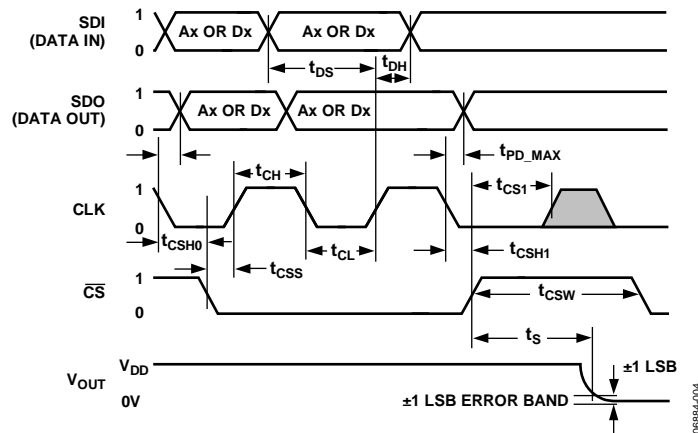 SDI
(DATA IN)
1
0
Ax OR Dx
Ax OR Dx
tDS
tDH
SDO
(DATA OUT)
1
0
Ax OR Dx
Ax OR Dx
tPD_MAX
tCH
tCS1
CLK
1
0
tCSH0
tCL
tCSH1
tCSS
CS
1
0
tCSW
tS
VOUT
VDD
0V
±1 LSB
±1 LSB ERROR BAND
06884-004